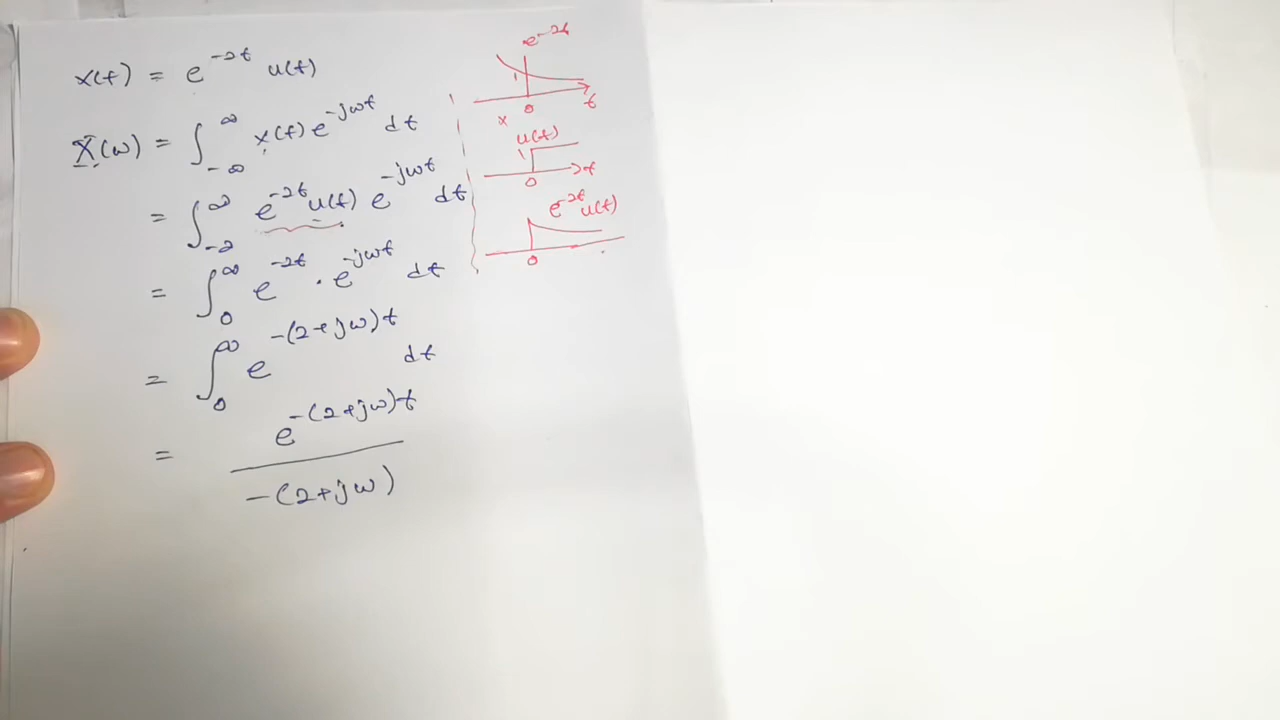 x(t) = e^{-2t} u(t)
X(ω) = ∫_{-∞}^{∞} x(t) e^{-jωt} dt
= ∫_{-∞}^{∞} e^{-2t} u(t) e^{-jωt} dt
= ∫_{0}^{∞} e^{-2t} · e^{-jωt} dt
= ∫_{0}^{∞} e^{-(2+jω)t} dt
= e^{-(2+jω)t}
-(2+jω)
e^{-2t}
1
0 t
x
u(t)
1
t
0
e^{-2t} u(t)
0